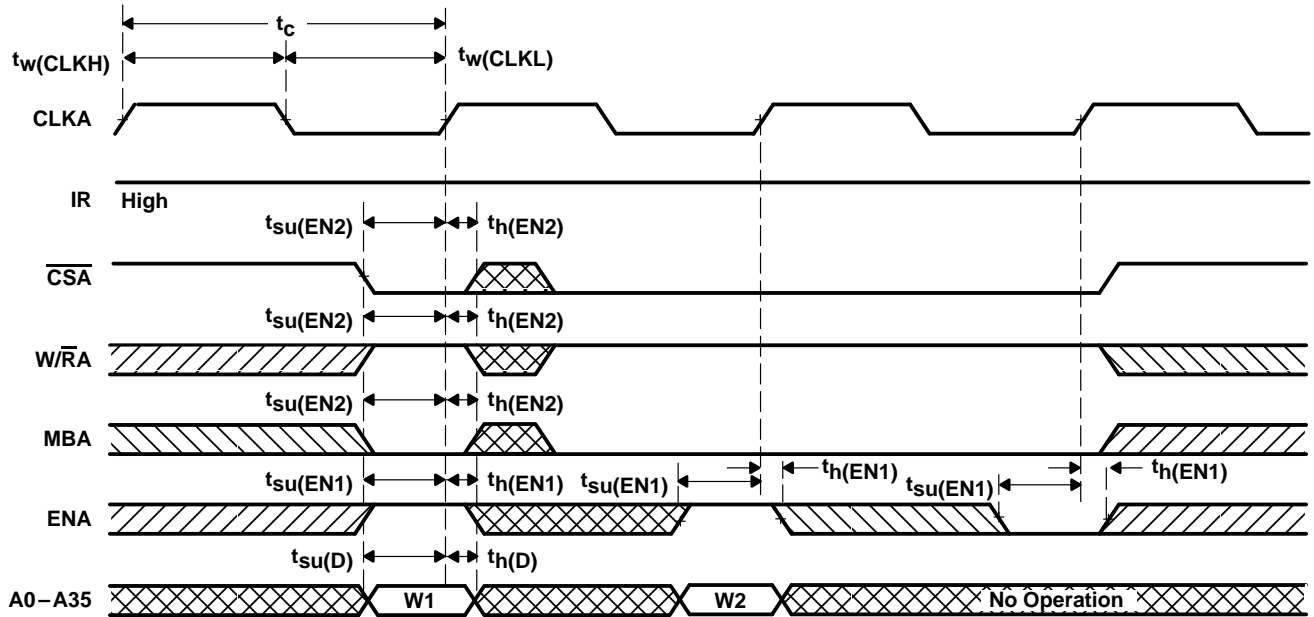 tc
tw(CLKH)
tw(CLKL)
CLKA
IR
High
tsu(EN2)
th(EN2)
CSA
tsu(EN2)
th(EN2)
W/RA
tsu(EN2)
th(EN2)
MBA
tsu(EN1)
th(EN1)
tsu(EN1)
th(EN1)
tsu(EN1)
th(EN1)
ENA
tsu(D)
th(D)
A0–A35
W1
W2
No Operation